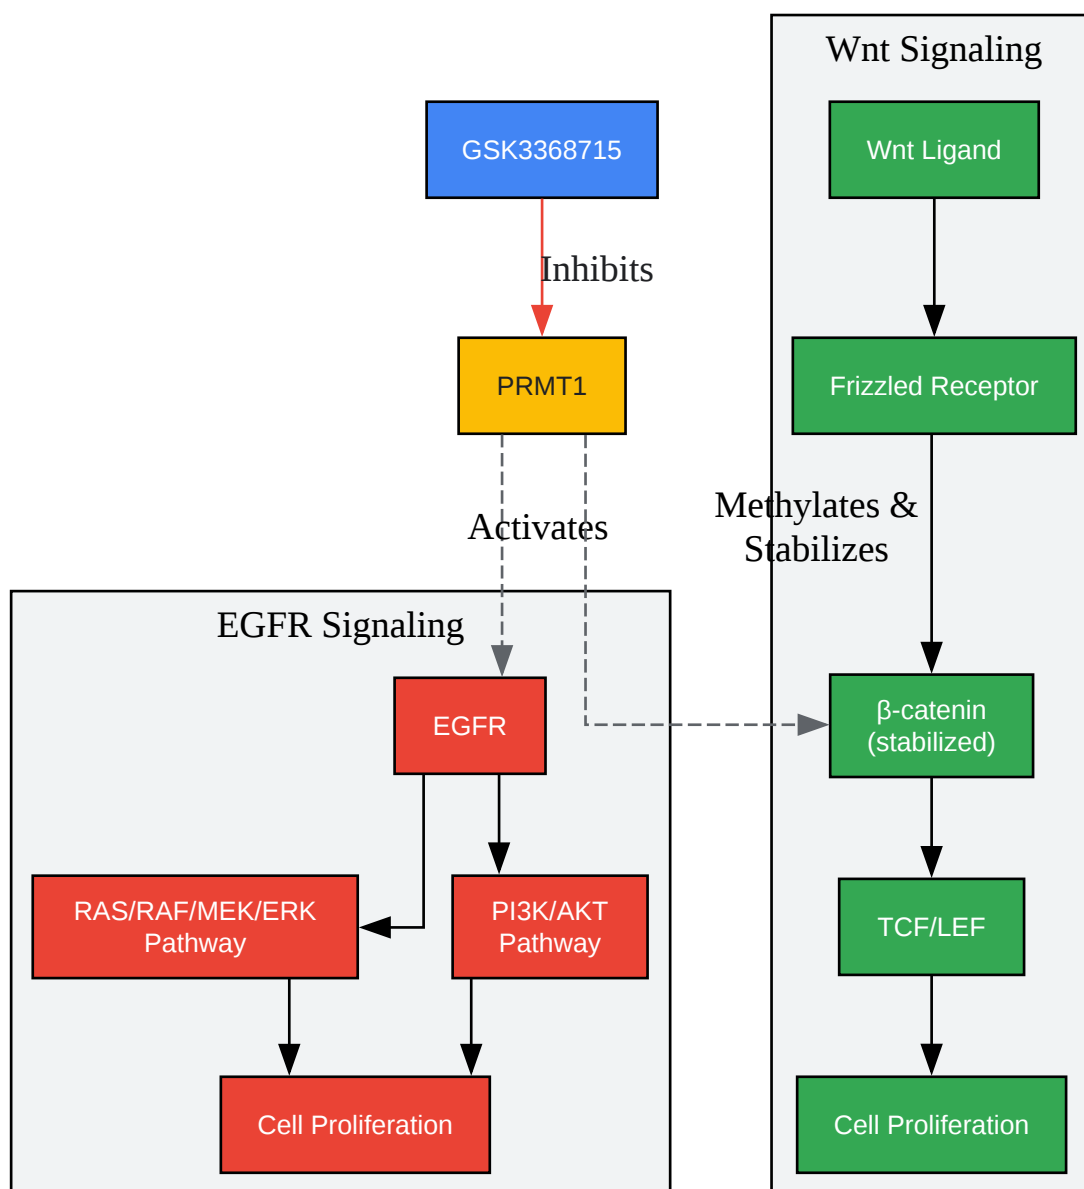 Wnt Signaling
GSK3368715
Wnt Ligand
Inhibits
PRMT1
Frizzled Receptor
Activates
Methylates &
Stabilizes
EGFR Signaling
EGFR
β-catenin
(stabilized)
RAS/RAF/MEK/ERK
Pathway
PI3K/AKT
Pathway
TCF/LEF
Cell Proliferation
Cell Proliferation